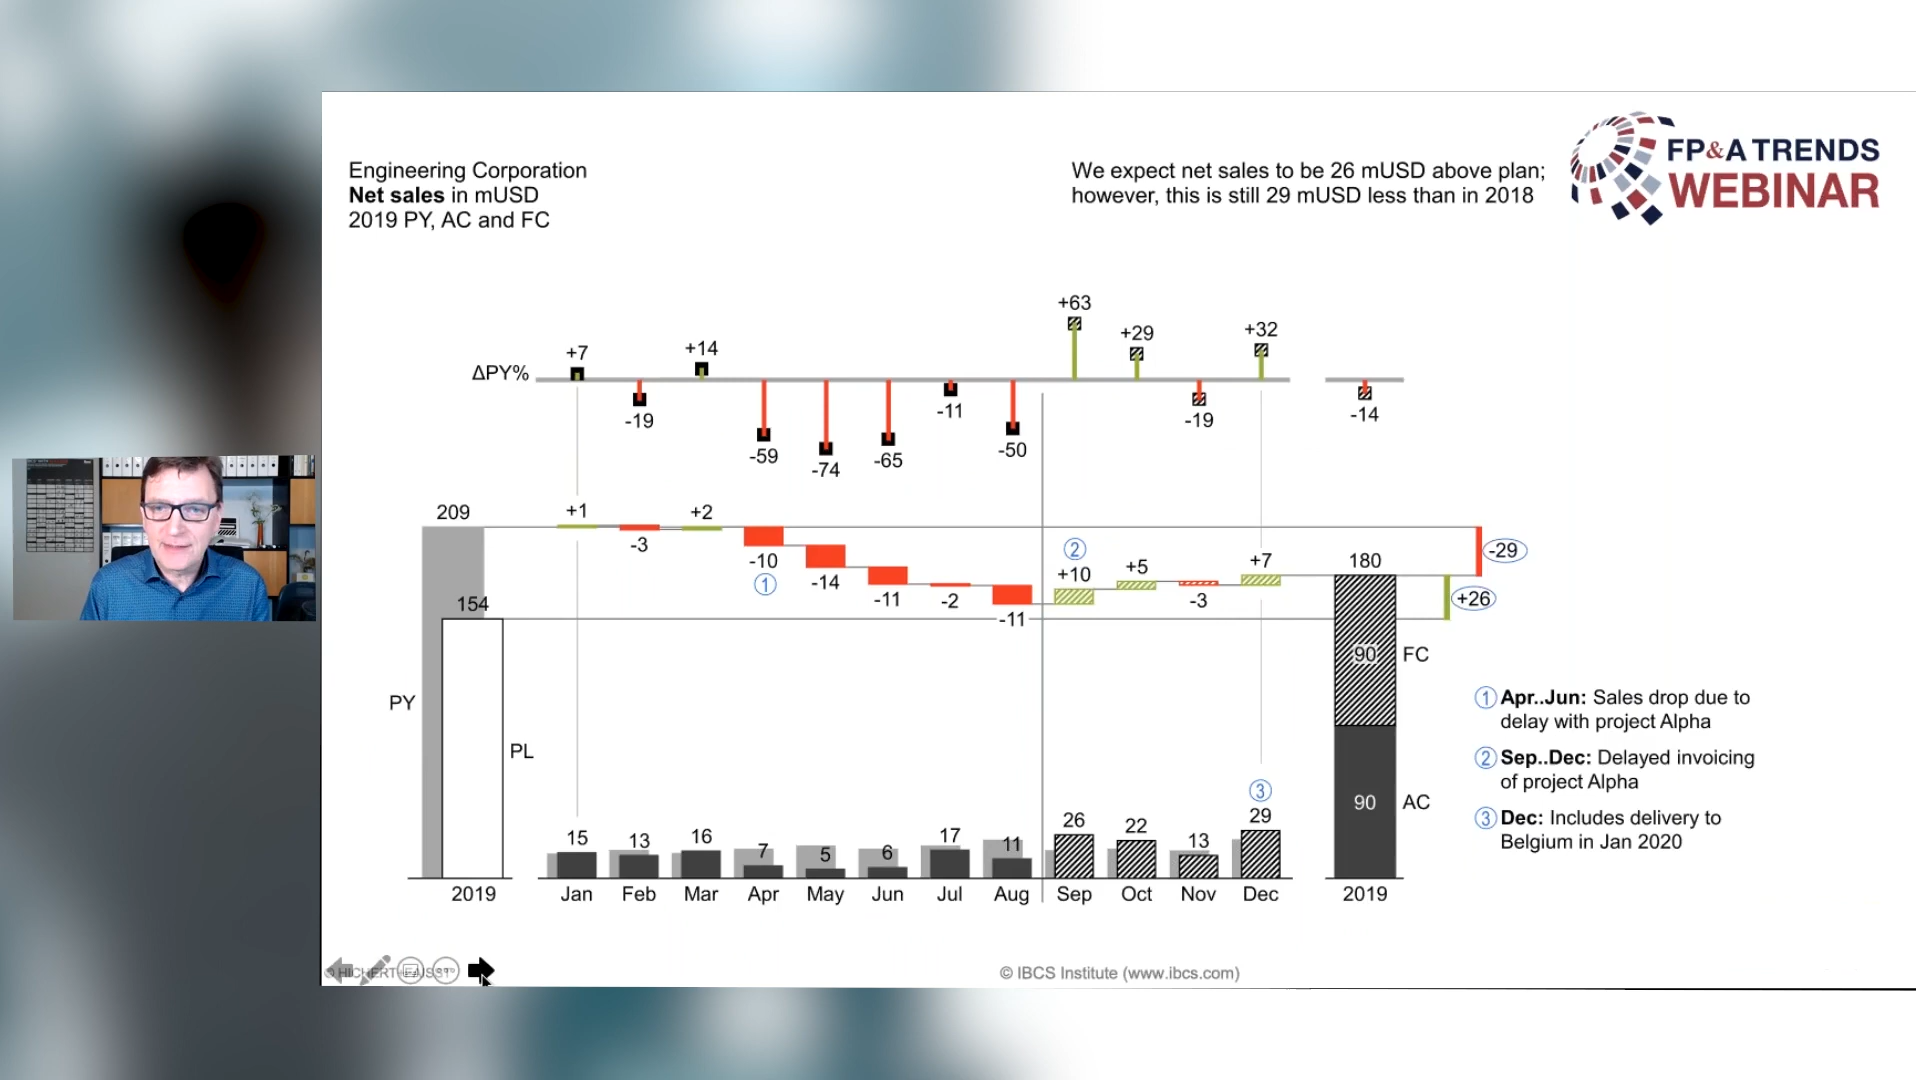 Engineering Corporation
Net sales in mUSD
2019 PY, AC and FC
We expect net sales to be 26 mUSD above plan;
however, this is still 29 mUSD less than in 2018
FP&A TRENDS
WEBINAR
ΔPY%
+7
-19
+14
-59
-74
-65
-11
-50
+63
+29
-19
+32
-14
209
154
PY
PL
2019
+1
-3
+2
-10
①
-14
-11
-2
-11
②
+10
+5
-3
+7
180
-29
+26
90 FC
90 AC
15
13
16
7
5
6
17
11
26
22
13
③
29
Jan Feb Mar Apr May Jun Jul Aug Sep Oct Nov Dec
2019
① Apr..Jun: Sales drop due to
delay with project Alpha
② Sep..Dec: Delayed invoicing
of project Alpha
③ Dec: Includes delivery to
Belgium in Jan 2020
© HICHERT+FAISST
© IBCS Institute (www.ibcs.com)